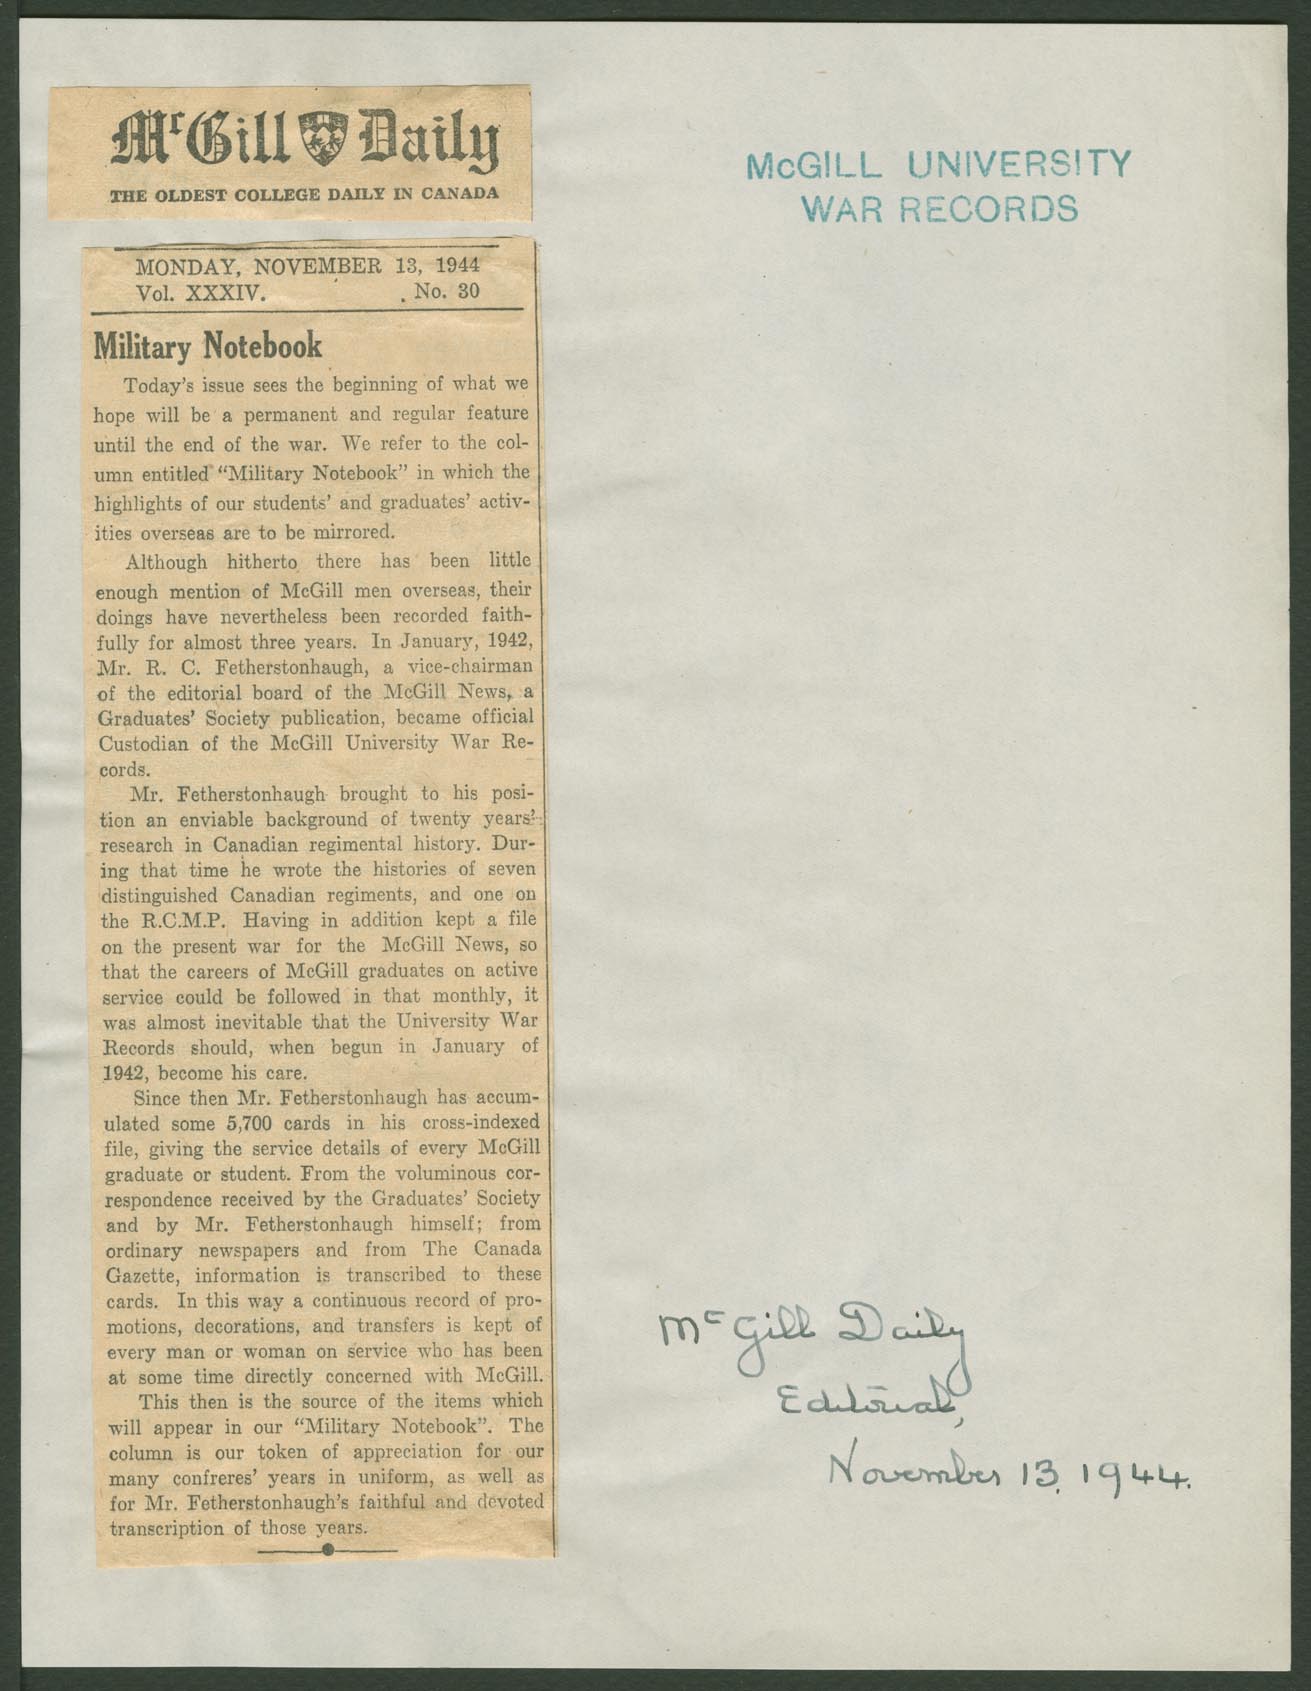 McGill Daily
THE OLDEST COLLEGE DAILY IN CANADA
McGILL UNIVERSITY
WAR RECORDS
MONDAY, NOVEMBER 13, 1944
Vol. XXXIV. No. 30
Military Notebook
Today's issue sees the beginning of what we
hope will be a permanent and regular feature
until the end of the war. We refer to the col-
umn entitled "Military Notebook" in which the
highlights of our students' and graduates' activ-
ities overseas are to be mirrored.
Although hitherto there has been little
enough mention of McGill men overseas, their
doings have nevertheless been recorded faith-
fully for almost three years. In January, 1942,
Mr. R. C. Fetherstonhaugh, a vice-chairman
of the editorial board of the McGill News, a
Graduates' Society publication, became official
Custodian of the McGill University War Re-
cords.
Mr. Fetherstonhaugh brought to his posi-
tion an enviable background of twenty years'
research in Canadian regimental history. Dur-
ing that time he wrote the histories of seven
distinguished Canadian regiments, and one on
the R.C.M.P. Having in addition kept a file
on the present war for the McGill News, so
that the careers of McGill graduates on active
service could be followed in that monthly, it
was almost inevitable that the University War
Records should, when begun in January of
1942, become his care.
Since then Mr. Fetherstonhaugh has accum-
ulated some 5,700 cards in his cross-indexed
file, giving the service details of every McGill
graduate or student. From the voluminous cor-
respondence received by the Graduates' Society
and by Mr. Fetherstonhaugh himself; from
ordinary newspapers and from The Canada
Gazette, information is transcribed to these
cards. In this way a continuous record of pro-
motions, decorations, and transfers is kept of
every man or woman on service who has been
at some time directly concerned with McGill.
This then is the source of the items which
will appear in our "Military Notebook". The
column is our token of appreciation for our
many confreres' years in uniform, as well as
for Mr. Fetherstonhaugh's faithful and devoted
transcription of those years.
McGill Daily
Editorial,
November 13, 1944.